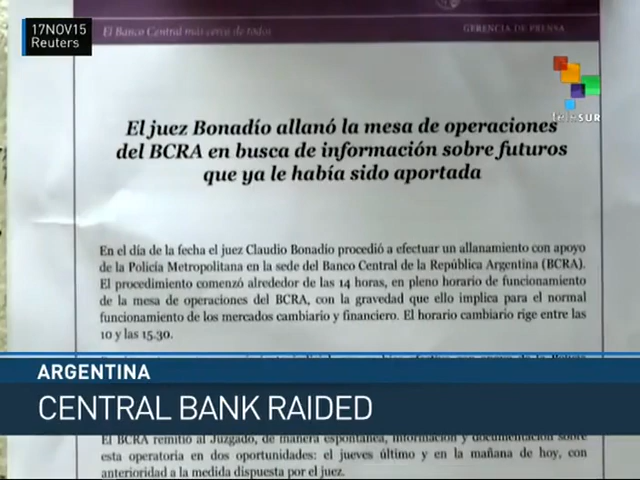 17NOV15
Reuters
El Banco Central más cerca de todos
GERENCIA DE PRENSA
teleSUR
El juez Bonadío allanó la mesa de operaciones
del BCRA en busca de información sobre futuros
que ya le había sido aportada
En el día de la fecha el juez Claudio Bonadío procedió a efectuar un allanamiento con apoyo
de la Policía Metropolitana en la sede del Banco Central de la República Argentina (BCRA).
El procedimiento comenzó alrededor de las 14 horas, en pleno horario de funcionamiento
de la mesa de operaciones del BCRA, con la gravedad que ello implica para el normal
funcionamiento de los mercados cambiario y financiero. El horario cambiario rige entre las
10 y las 15.30.
ARGENTINA
CENTRAL BANK RAIDED
El BCRA remitió al Juzgado, de manera espontánea, información y documentación sobre
esta operatoria en dos oportunidades: el jueves último y en la mañana de hoy, con
anterioridad a la medida dispuesta por el juez.